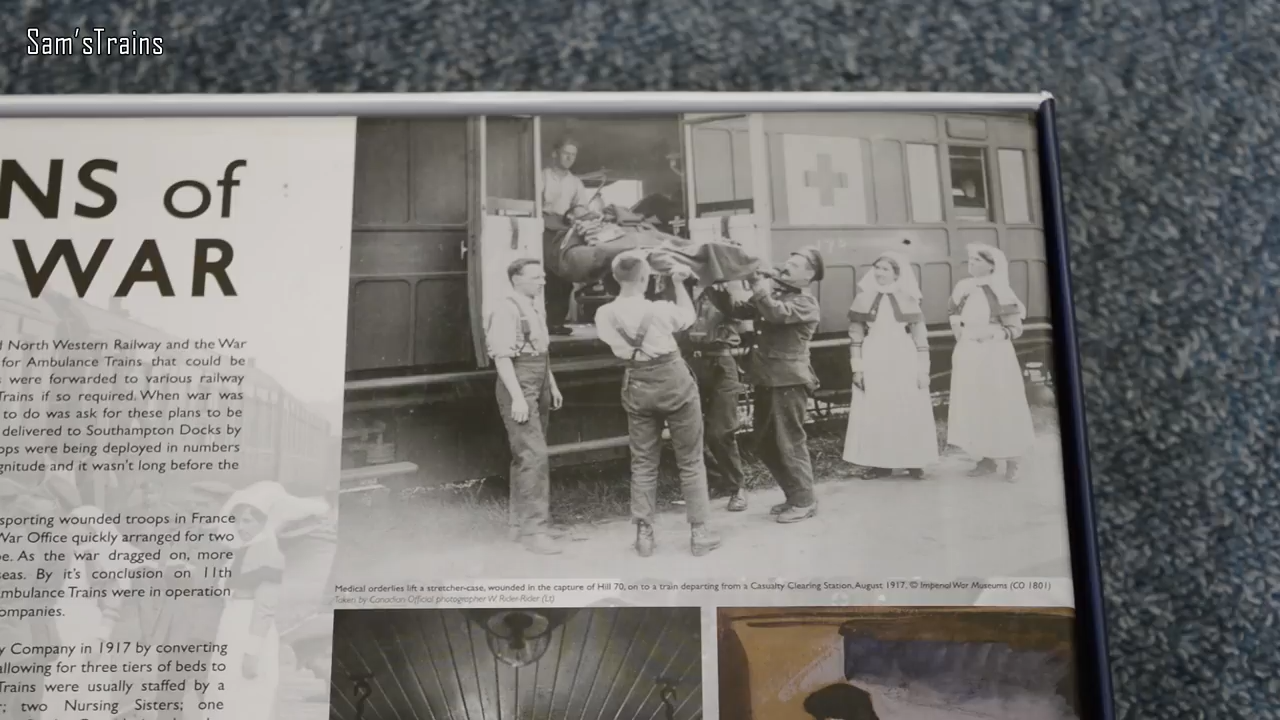 Sam'sTrains
NS of
WAR
North Western Railway and the War
for Ambulance Trains that could be
were forwarded to various railway
Trains if so required. When war was
to do was ask for these plans to be
delivered to Southampton Docks by
ops were being deployed in numbers
gnitude and it wasn't long before the
sporting wounded troops in France
War Office quickly arranged for two
e. As the war dragged on, more
eas. By it's conclusion on 11th
mbulance Trains were in operation
ompanies.
y Company in 1917 by converting
allowing for three tiers of beds to
Trains were usually staffed by a
; two Nursing Sisters; one
Medical orderlies lift a stretcher-case, wounded in the capture of Hill 70, on to a train departing from a Casualty Clearing Station, August 1917. © Imperial War Museums (CO 1801)
Taken by Canadian Official photographer W. Rider-Rider (Lt)